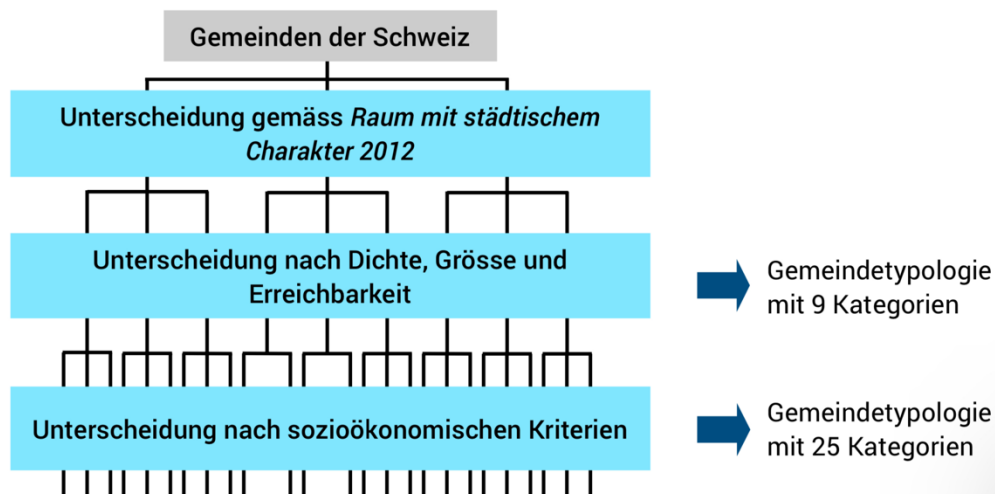 Gemeinden der Schweiz
Unterscheidung gemäss Raum mit städtischem
Charakter 2012
Unterscheidung nach Dichte, Grösse und
Erreichbarkeit
Gemeindetypologie
mit 9 Kategorien
Unterscheidung nach sozioökonomischen Kriterien
Gemeindetypologie
mit 25 Kategorien